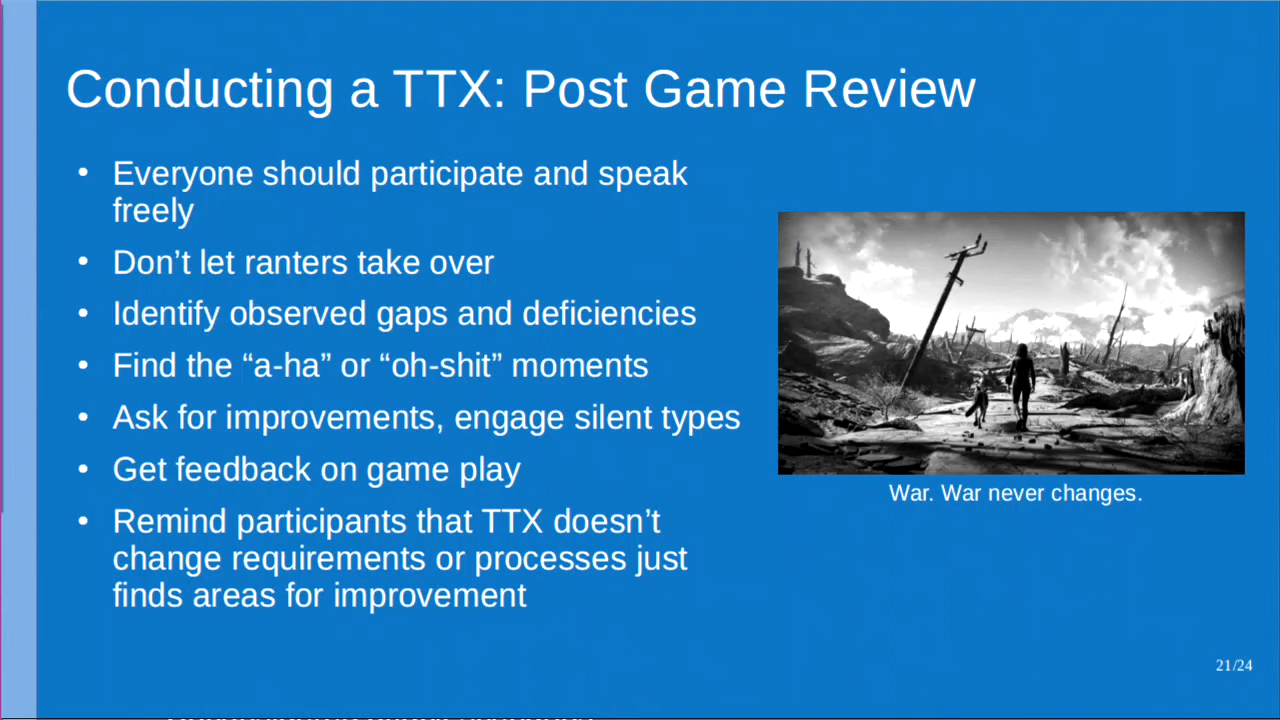 Conducting a TTX: Post Game Review
• Everyone should participate and speak
freely
• Don’t let ranters take over
• Identify observed gaps and deficiencies
• Find the “a-ha” or “oh-shit” moments
• Ask for improvements, engage silent types
• Get feedback on game play
• Remind participants that TTX doesn’t
change requirements or processes just
finds areas for improvement
War. War never changes.
21/24